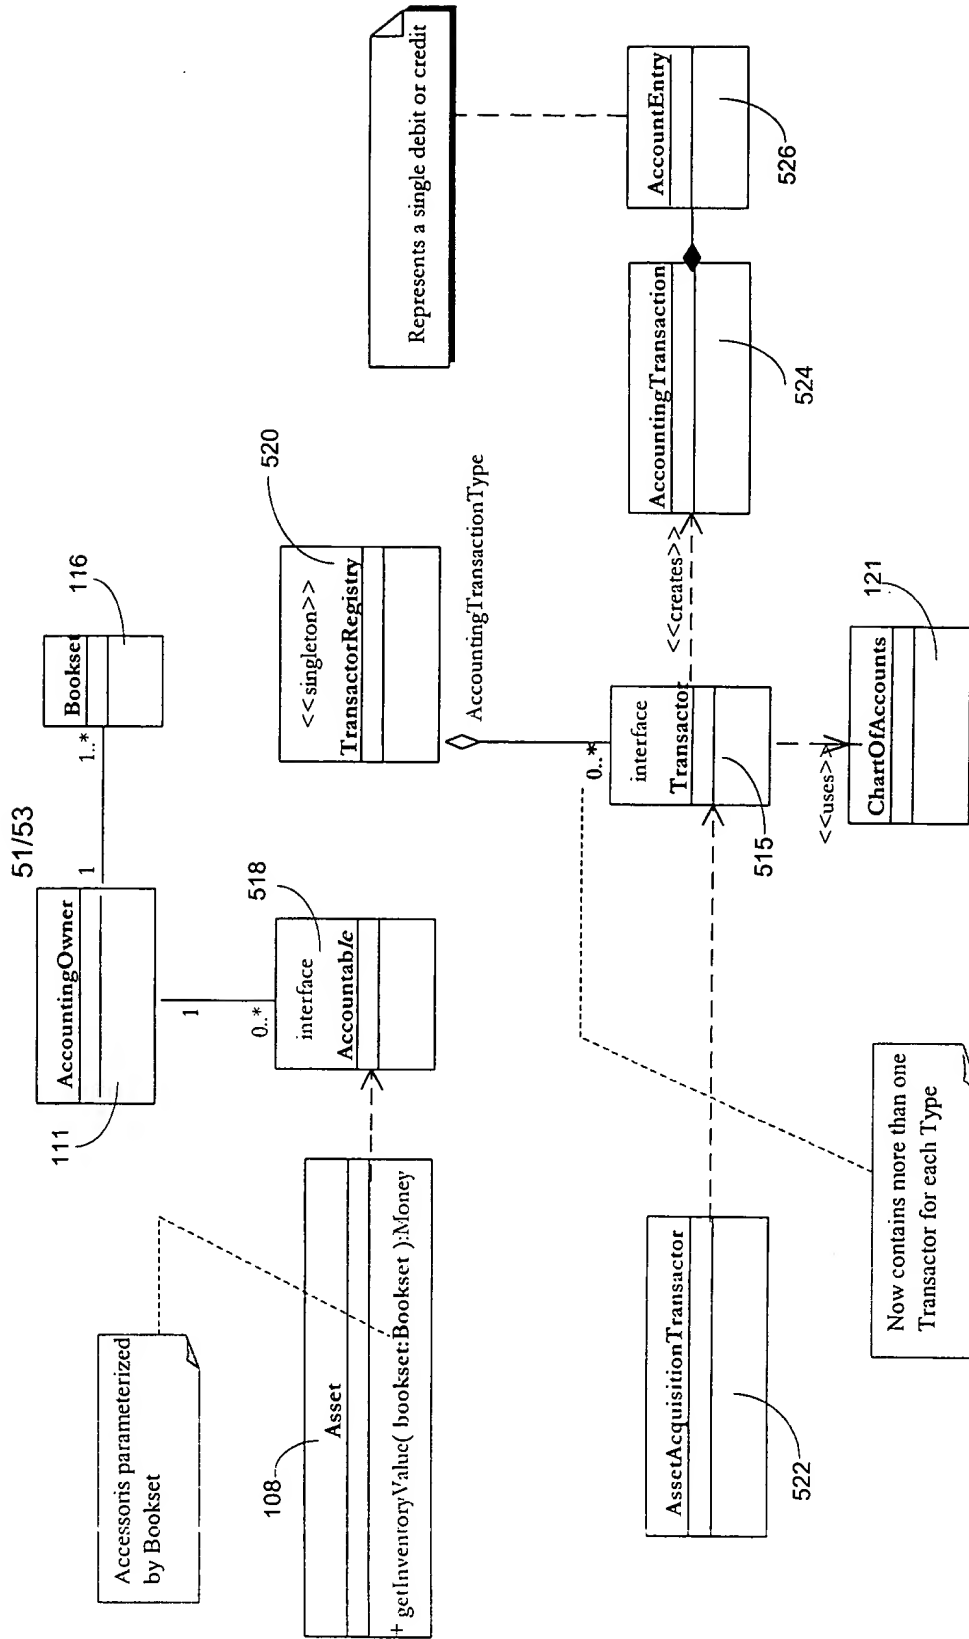 51/53
Accessoris parameterized
by Bookset
AccountingOwner
111
1
1..*
Bookset
116
1
0..*
interface
Accountable
518
108
Asset
+ getInventoryValue( bookset:Bookset ):Money
<<singleton>>
TransactorRegistry
520
AccountingTransactionType
Represents a single debit or credit
0..*
interface
Transactor
515
<<creates>>
AccountingTransaction
524
AccountEntry
526
AssetAcquisitionTransactor
522
<<uses>>
ChartOfAccounts
121
Now contains more than one
Transactor for each Type